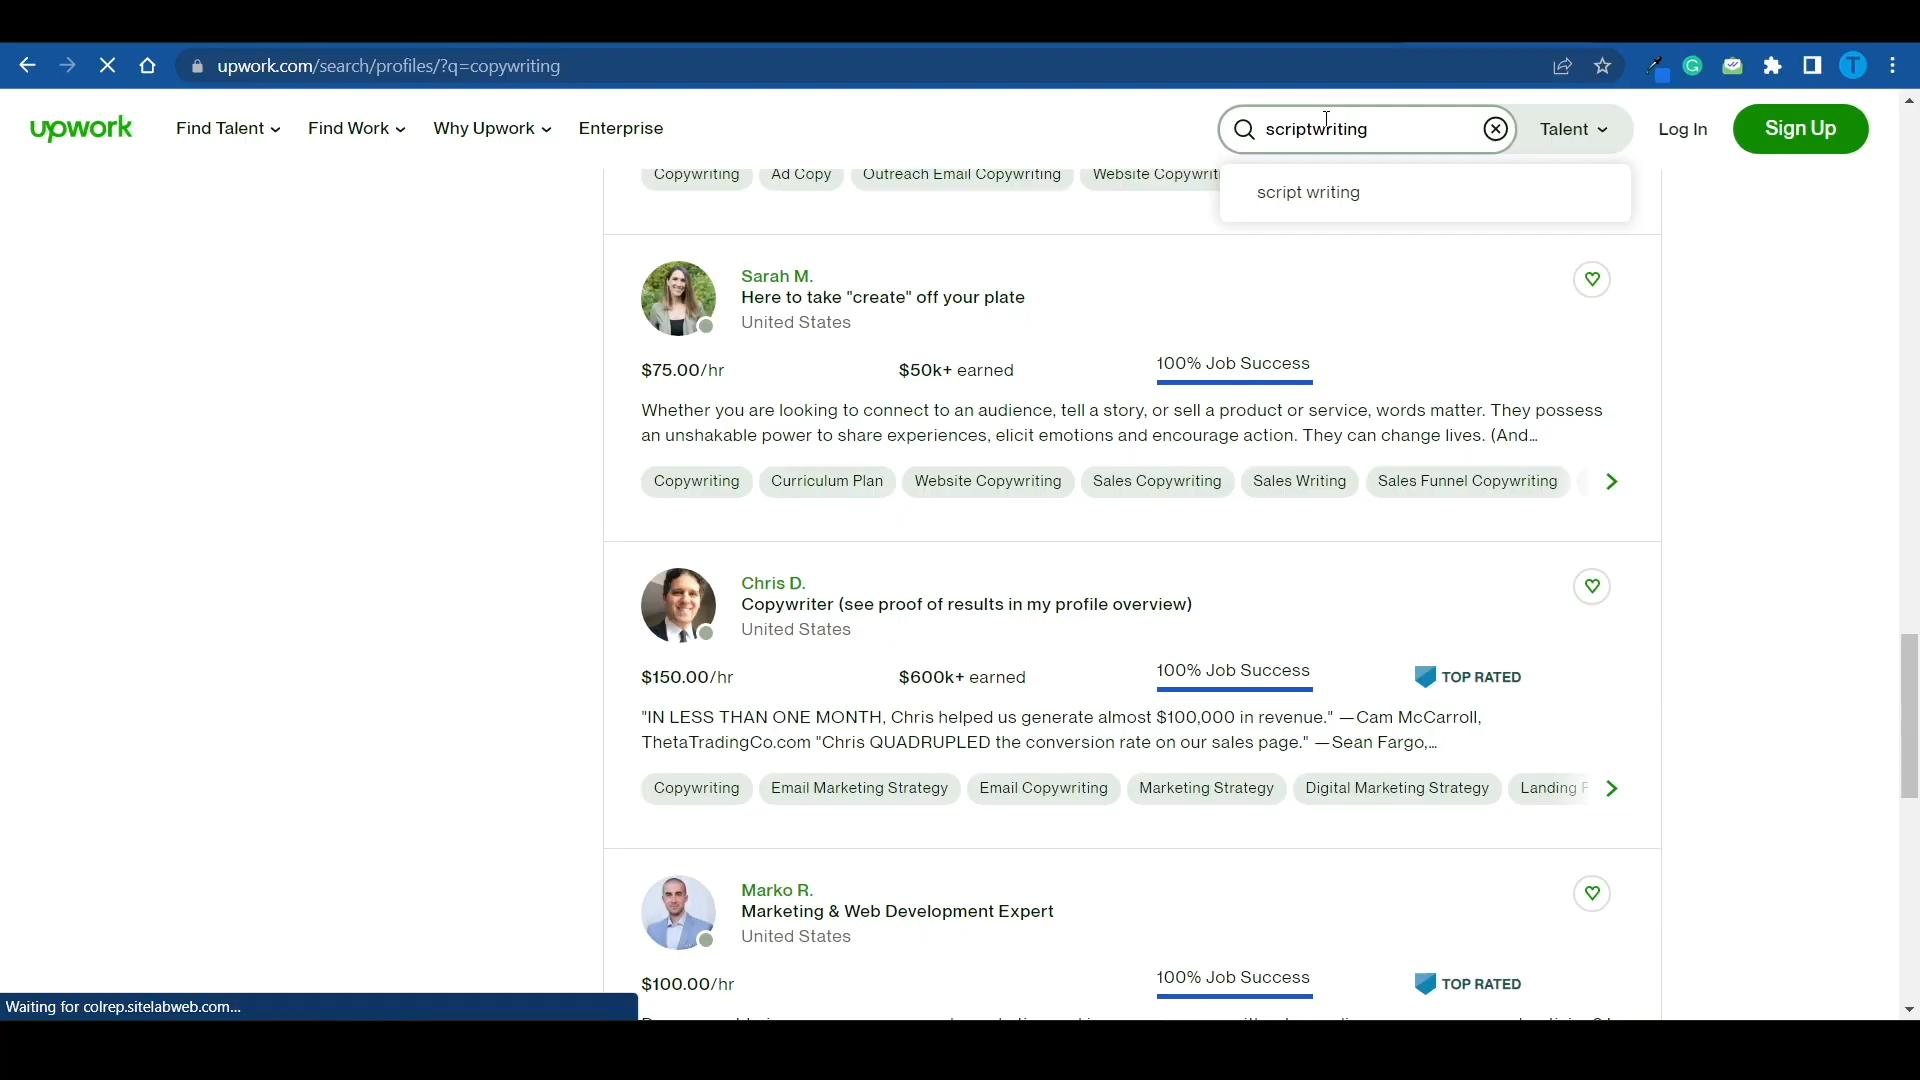 upwork.com/search/profiles/?q=copywriting
T
upwork
Find Talent
Find Work
Why Upwork
Enterprise
scriptwriting
Talent
Log In
Sign Up
script writing
Copywriting
Ad Copy
Outreach Email Copywriting
Sarah M.
Here to take "create" off your plate
United States
$75.00/hr
$50k+ earned
100% Job Success
Whether you are looking to connect to an audience, tell a story, or sell a product or service, words matter. They possess
an unshakable power to share experiences, elicit emotions and encourage action. They can change lives. (And...
Copywriting
Curriculum Plan
Website Copywriting
Sales Copywriting
Sales Writing
Sales Funnel Copywriting
Chris D.
Copywriter (see proof of results in my profile overview)
United States
$150.00/hr
$600k+ earned
100% Job Success
TOP RATED
"IN LESS THAN ONE MONTH, Chris helped us generate almost $100,000 in revenue." —Cam McCarroll,
ThetaTradingCo.com "Chris QUADRUPLED the conversion rate on our sales page." —Sean Fargo,...
Copywriting
Email Marketing Strategy
Email Copywriting
Marketing Strategy
Digital Marketing Strategy
Landing
Marko R.
Marketing & Web Development Expert
United States
$100.00/hr
100% Job Success
TOP RATED
Waiting for colrep.sitelabweb.com...